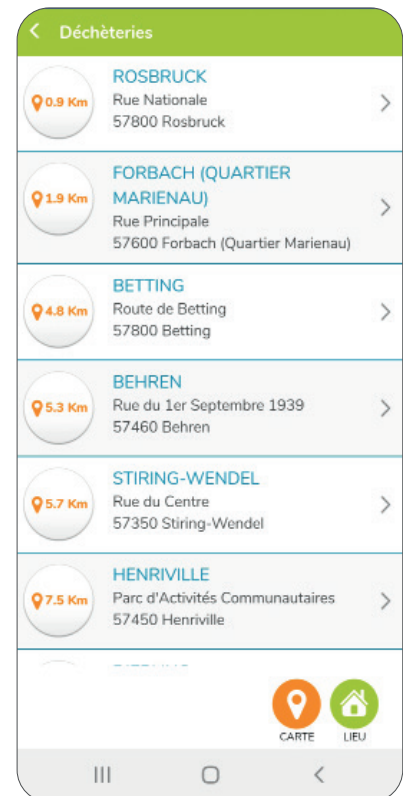 Déchèteries
ROSBRUCK
0.9 Km
Rue Nationale
57800 Rosbruck
FORBACH (QUARTIER
MARIENAU)
1.9 Km
Rue Principale
57600 Forbach (Quartier Marienau)
BETTING
4.8 Km
Route de Betting
57800 Betting
BEHREN
5.3 Km
Rue du 1er Septembre 1939
57460 Behren
STIRING-WENDEL
5.7 Km
Rue du Centre
57350 Stiring-Wendel
HENRIVILLE
7.5 Km
Parc d'Activités Communautaires
57450 Henriville
CARTE
LIEU